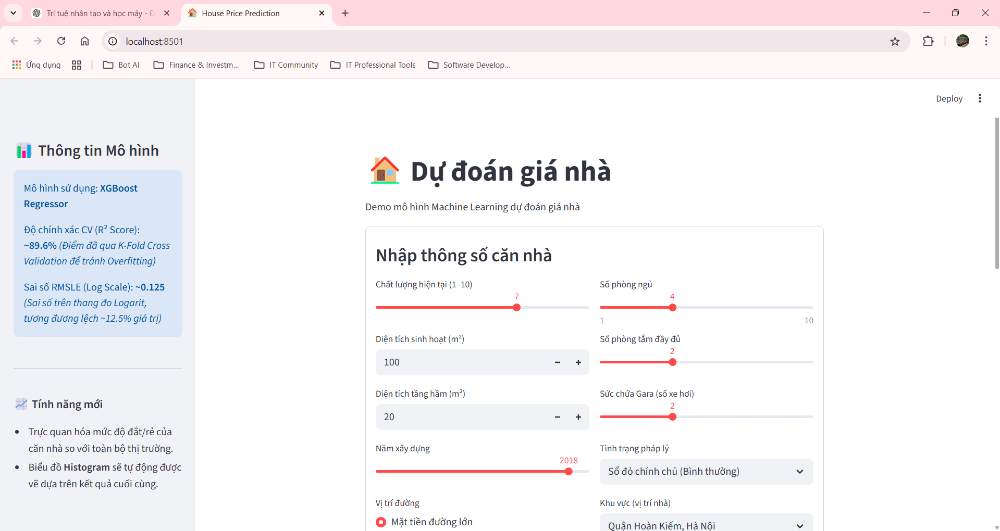 Trí tuệ nhân tạo và học máy - Đ
House Price Prediction
localhost:8501
Ứng dụng
Bot AI
Finance & Investm...
IT Community
IT Professional Tools
Software Develop...
Deploy
Thông tin Mô hình
Mô hình sử dụng: XGBoost
Regressor
Độ chính xác CV (R² Score):
~89.6% (Điểm đã qua K-Fold Cross
Validation để tránh Overfitting)
Sai số RMSLE (Log Scale): ~0.125
(Sai số trên thang đo Logarit,
tương đương lệch ~12.5% giá trị)
Tính năng mới
Trực quan hóa mức độ đắt/rẻ của
căn nhà so với toàn bộ thị trường.
Biểu đồ Histogram sẽ tự động được
vẽ dựa trên kết quả cuối cùng.
Dự đoán giá nhà
Demo mô hình Machine Learning dự đoán giá nhà
Nhập thông số căn nhà
Chất lượng hiện tại (1–10)
7
Số phòng ngủ
4
1
10
Diện tích sinh hoạt (m²)
100
Số phòng tắm đầy đủ
2
Diện tích tầng hầm (m²)
20
Sức chứa Gara (số xe hơi)
2
Năm xây dựng
2018
Tình trạng pháp lý
Sổ đỏ chính chủ (Bình thường)
Vị trí đường
Mặt tiền đường lớn
Khu vực (vị trí nhà)
Quận Hoàn Kiếm, Hà Nội